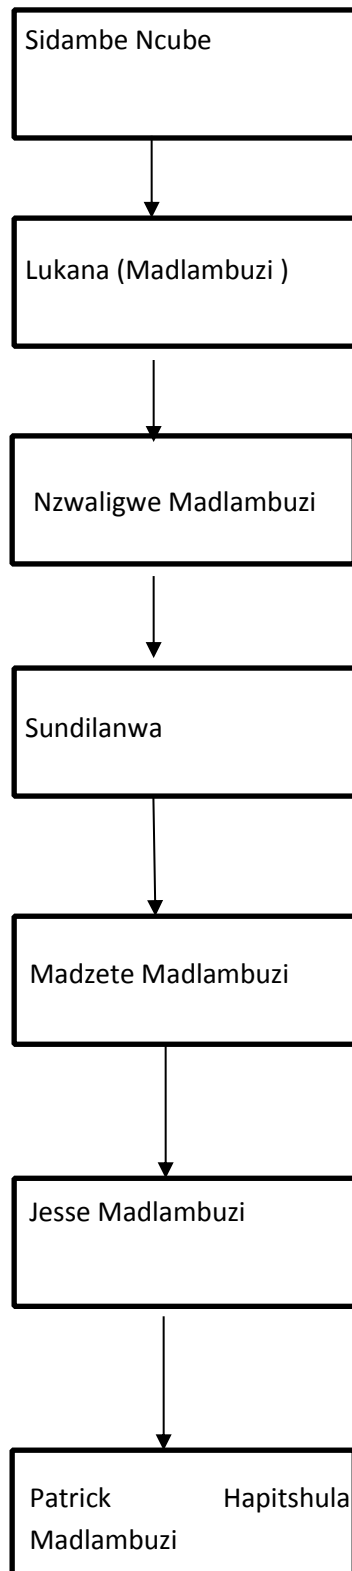 Sidambe Ncube
Lukana (Madlambuzi )
Nzwaligwe Madlambuzi
Sundilanwa
Madzete Madlambuzi
Jesse Madlambuzi
Patrick Hapitshula
Madlambuzi